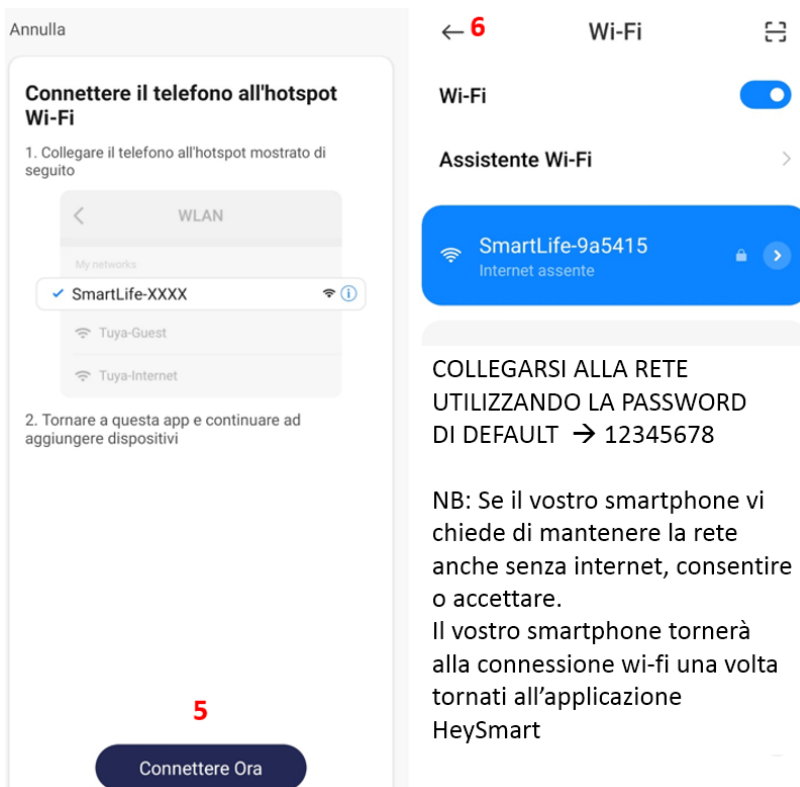 Annulla
Connettere il telefono all'hotspot
Wi-Fi
1. Collegare il telefono all'hotspot mostrato di
seguito
WLAN
My networks
SmartLife-XXXX
Tuya-Guest
Tuya-Internet
2. Tornare a questa app e continuare ad
aggiungere dispositivi
5
Connettere Ora
6
Wi-Fi
Wi-Fi
Assistente Wi-Fi
SmartLife-9a5415
Internet assente
COLLEGARSI ALLA RETE
UTILIZZANDO LA PASSWORD
DI DEFAULT → 12345678
NB: Se il vostro smartphone vi
chiede di mantenere la rete
anche senza internet, consentire
o accettare.
Il vostro smartphone tornerà
alla connessione wi-fi una volta
tornati all’applicazione
HeySmart